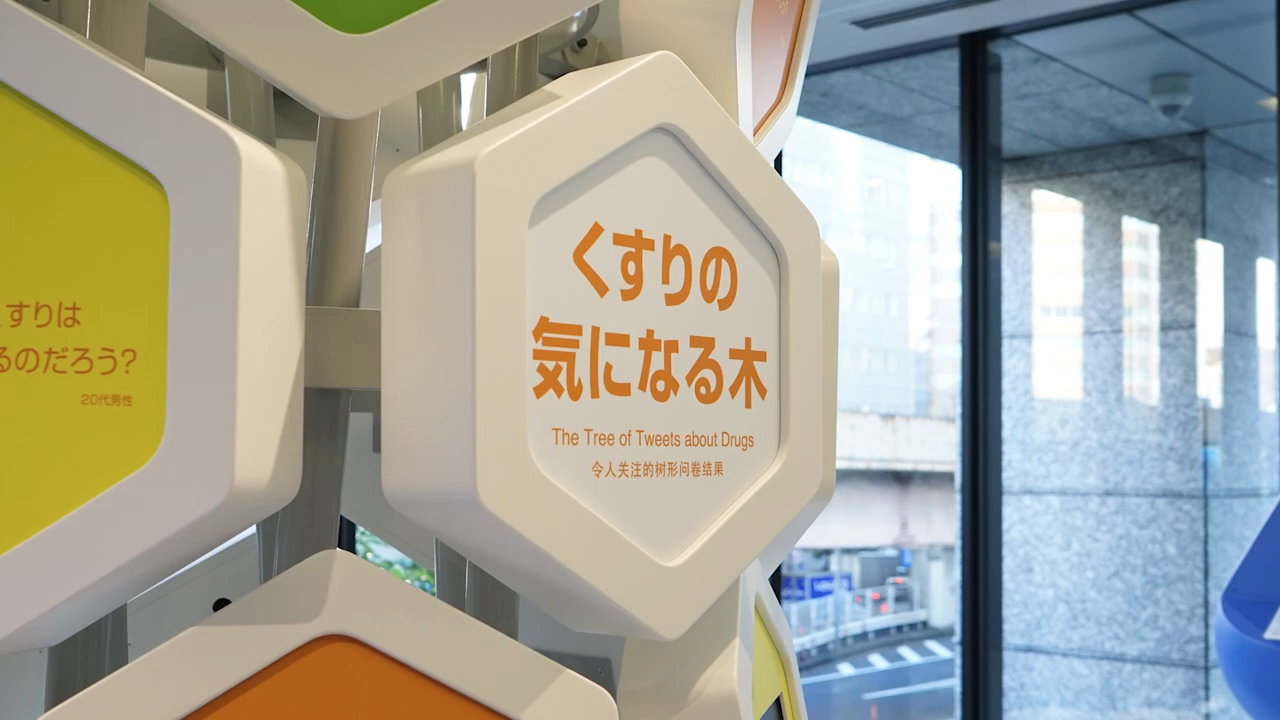 くすりの
気になる木
The Tree of Tweets about Drugs
令人关注的树形问卷结果
すりは
るのだろう?
20代男性